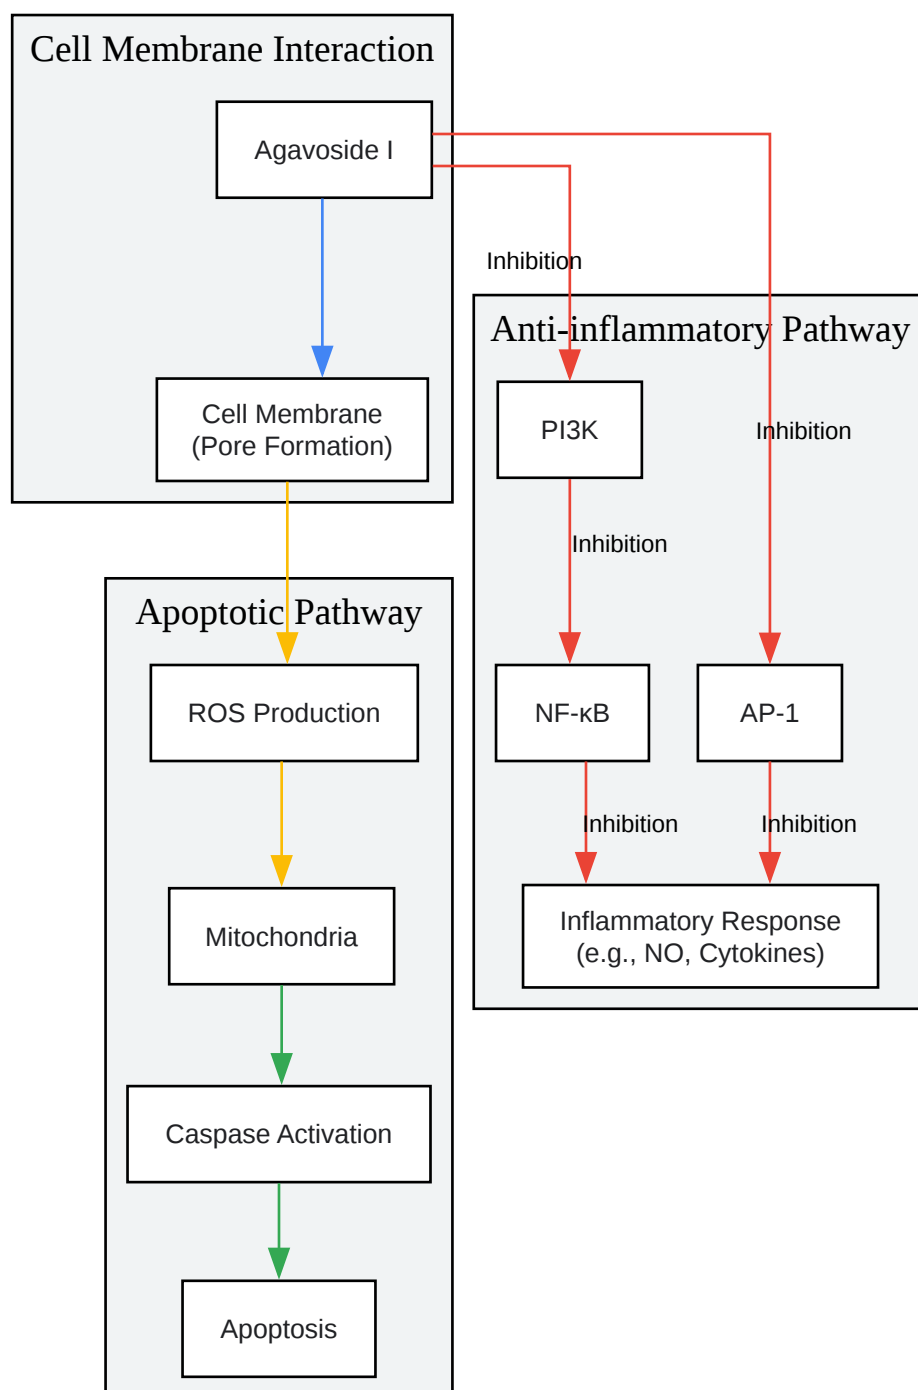 Cell Membrane Interaction
Agavoside I
Inhibition
Anti-inflammatory Pathway
Cell Membrane
(Pore Formation)
PI3K
Inhibition
Inhibition
Apoptotic Pathway
ROS Production
NF-κB
AP-1
Inhibition
Inhibition
Mitochondria
Inflammatory Response
(e.g., NO, Cytokines)
Caspase Activation
Apoptosis